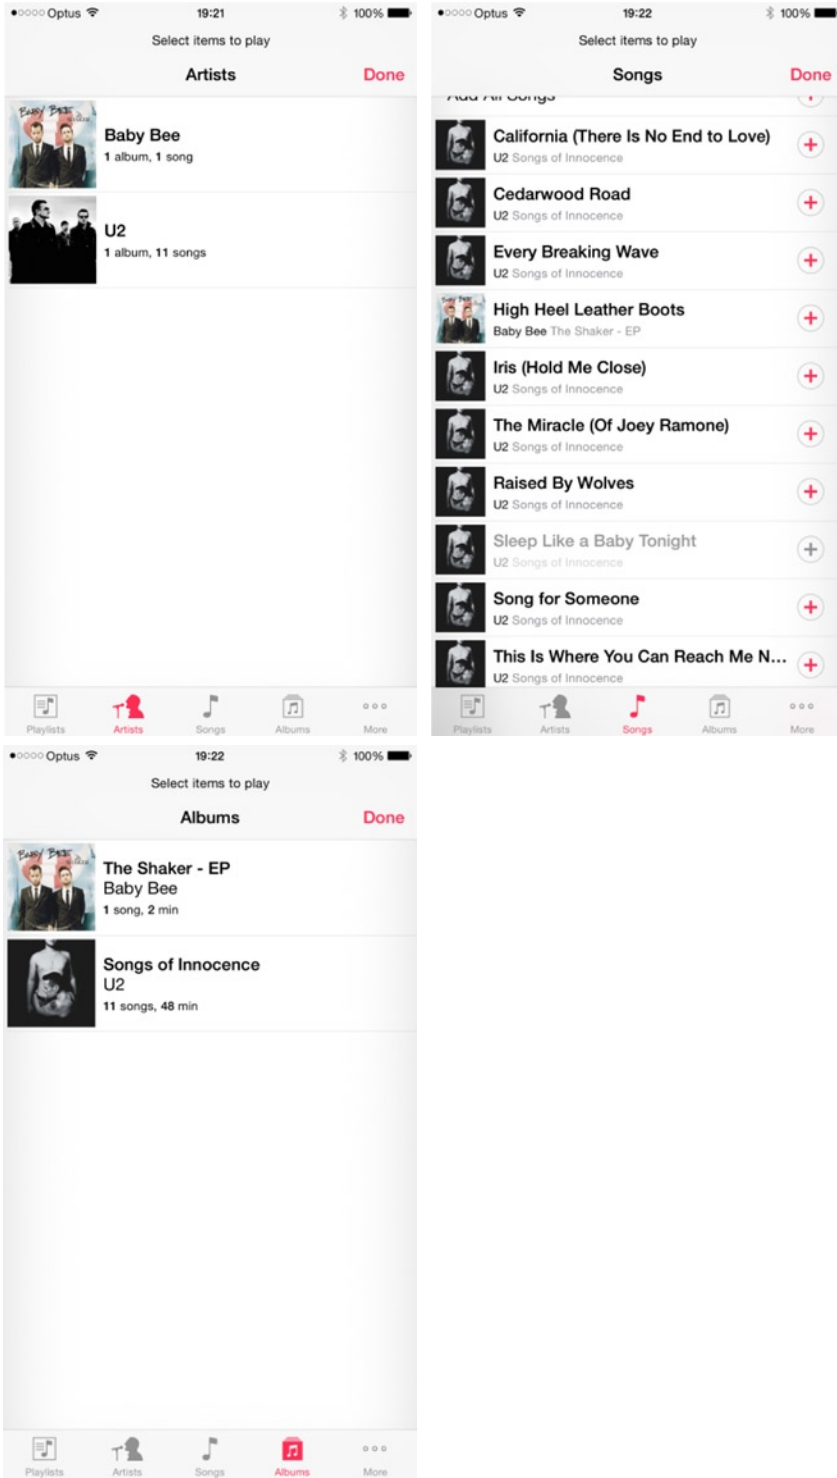 Optus 19:21 100%
Select items to play
Artists Done
BABY BEE
Baby Bee
1 album, 1 song
U2
1 album, 11 songs
Playlists Artists Songs Albums More
Optus 19:22 100%
Select items to play
Songs Done
Add All Songs
California (There Is No End to Love)
U2 Songs of Innocence
Cedarwood Road
U2 Songs of Innocence
Every Breaking Wave
U2 Songs of Innocence
High Heel Leather Boots
Baby Bee The Shaker - EP
Iris (Hold Me Close)
U2 Songs of Innocence
The Miracle (Of Joey Ramone)
U2 Songs of Innocence
Raised By Wolves
U2 Songs of Innocence
Sleep Like a Baby Tonight
U2 Songs of Innocence
Song for Someone
U2 Songs of Innocence
This Is Where You Can Reach Me N...
U2 Songs of Innocence
Playlists Artists Songs Albums More
Optus 19:22 100%
Select items to play
Albums Done
BABY BEE
The Shaker - EP
Baby Bee
1 song, 2 min
Songs of Innocence
U2
11 songs, 48 min
Playlists Artists Songs Albums More